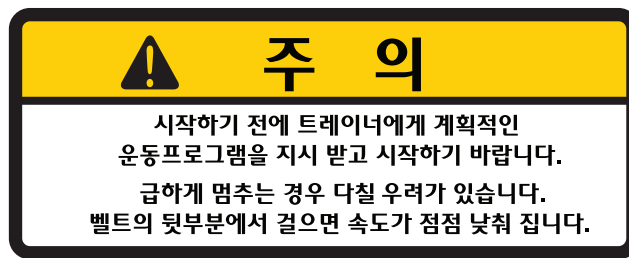 주 의
시작하기 전에 트레이너에게 계획적인
운동프로그램을 지시 받고 시작하기 바랍니다.
급하게 멈추는 경우 다칠 우려가 있습니다.
벨트의 뒷부분에서 걸으면 속도가 점점 낮춰 집니다.